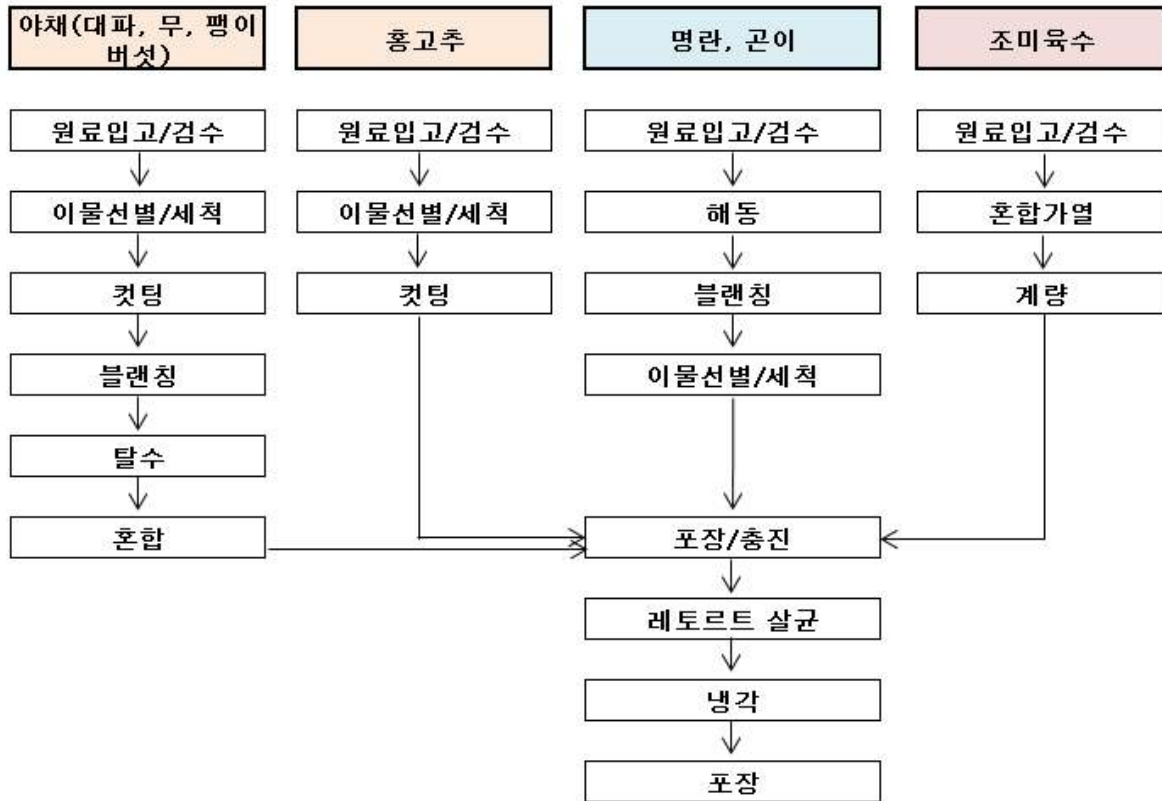 야채(대파, 무, 팽이
버섯)
홍고추
명란, 곤이
조미육수
원료입고/검수
원료입고/검수
원료입고/검수
원료입고/검수
이물선별/세척
이물선별/세척
해동
혼합가열
컷팅
컷팅
블랜칭
계량
블랜칭
이물선별/세척
탈수
혼합
포장/충진
레토르트 살균
냉각
포장